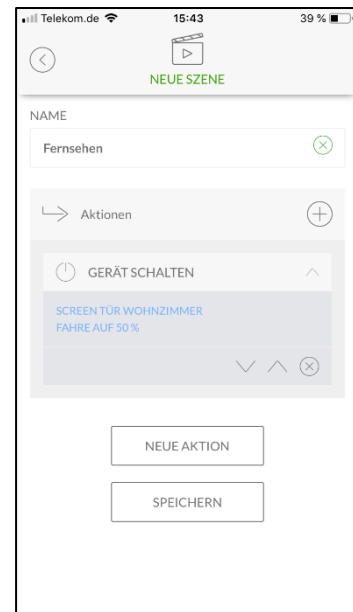 Telekom.de 15:43 39 %
NEUE SZENE
NAME
Fernsehen
Aktionen
GERÄT SCHALTEN
SCREEN TÜR WOHNZIMMER
FAHRE AUF 50 %
NEUE AKTION
SPEICHERN